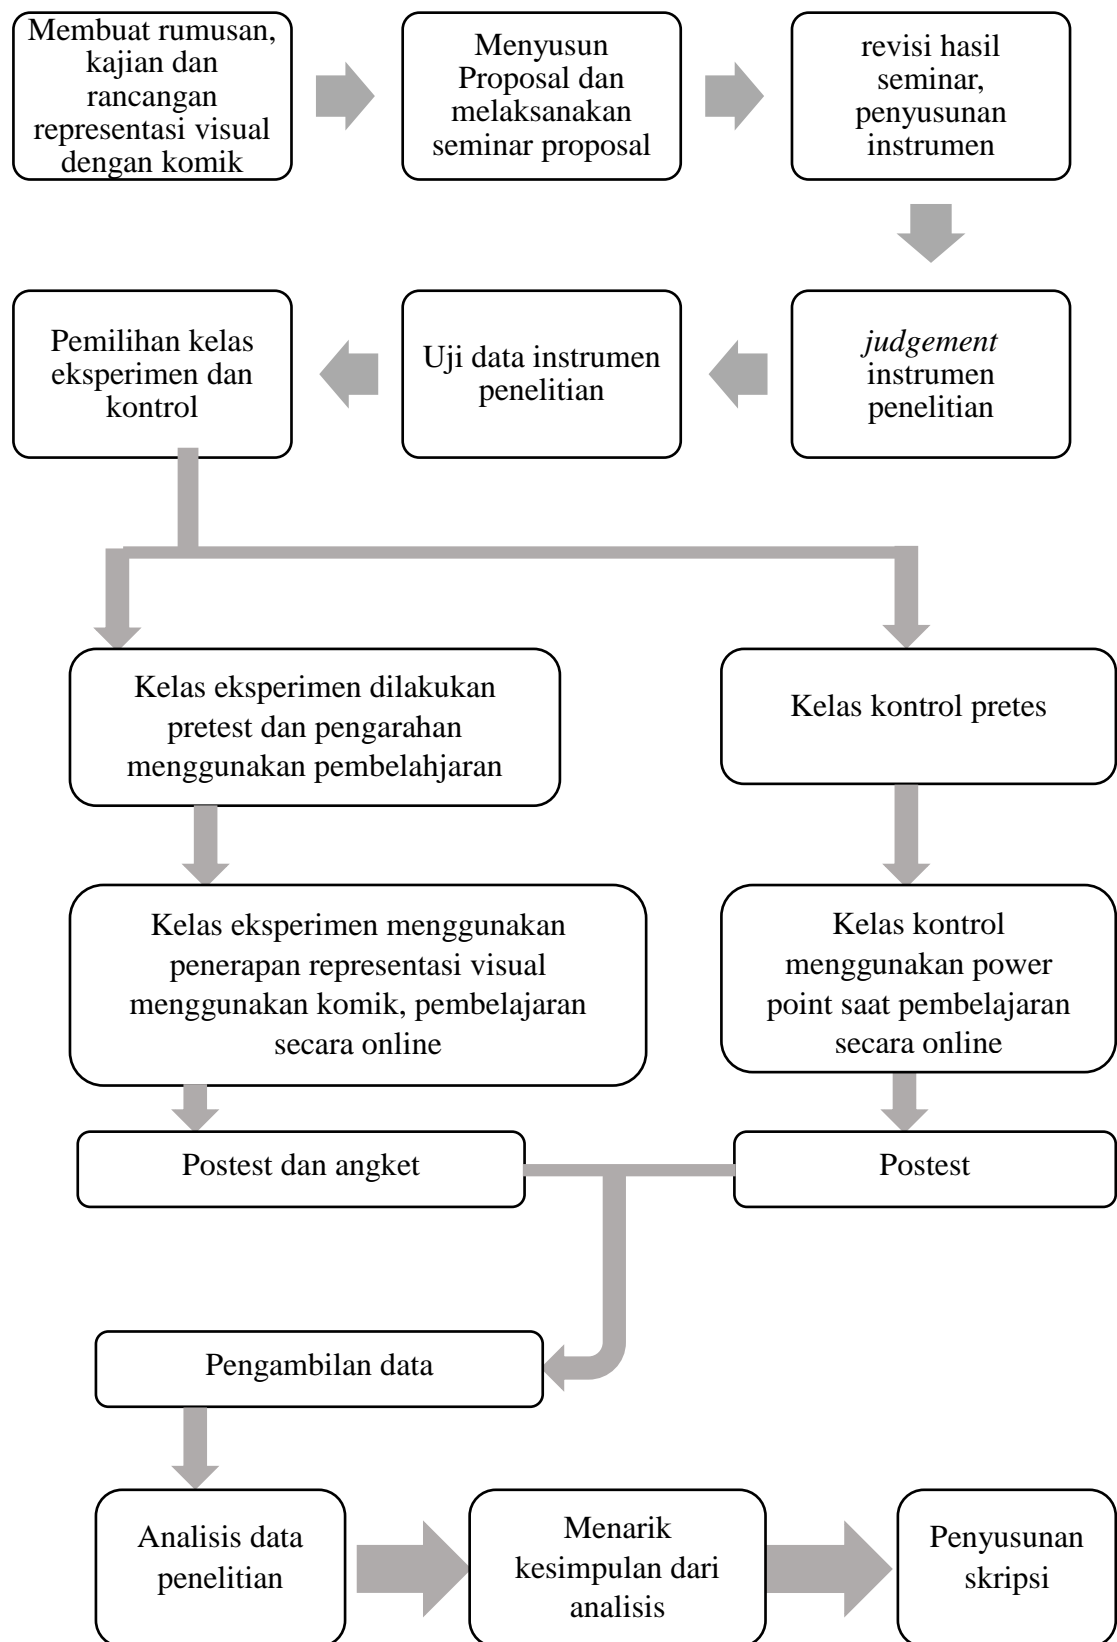 Membuat rumusan,
kajian dan
rancangan
representasi visual
dengan komik
Menyusun
Proposal dan
melaksanakan
seminar proposal
revisi hasil
seminar,
penyusunan
instrumen
judgement
instrumen
penelitian
Uji data instrumen
penelitian
Pemilihan kelas
eksperimen dan
kontrol
Kelas eksperimen dilakukan
pretest dan pengarahan
menggunakan pembelahjaran
Kelas kontrol pretes
Kelas eksperimen menggunakan
penerapan representasi visual
menggunakan komik, pembelajaran
secara online
Kelas kontrol
menggunakan power
point saat pembelajaran
secara online
Postest dan angket
Postest
Pengambilan data
Analisis data
penelitian
Menarik
kesimpulan dari
analisis
Penyusunan
skripsi